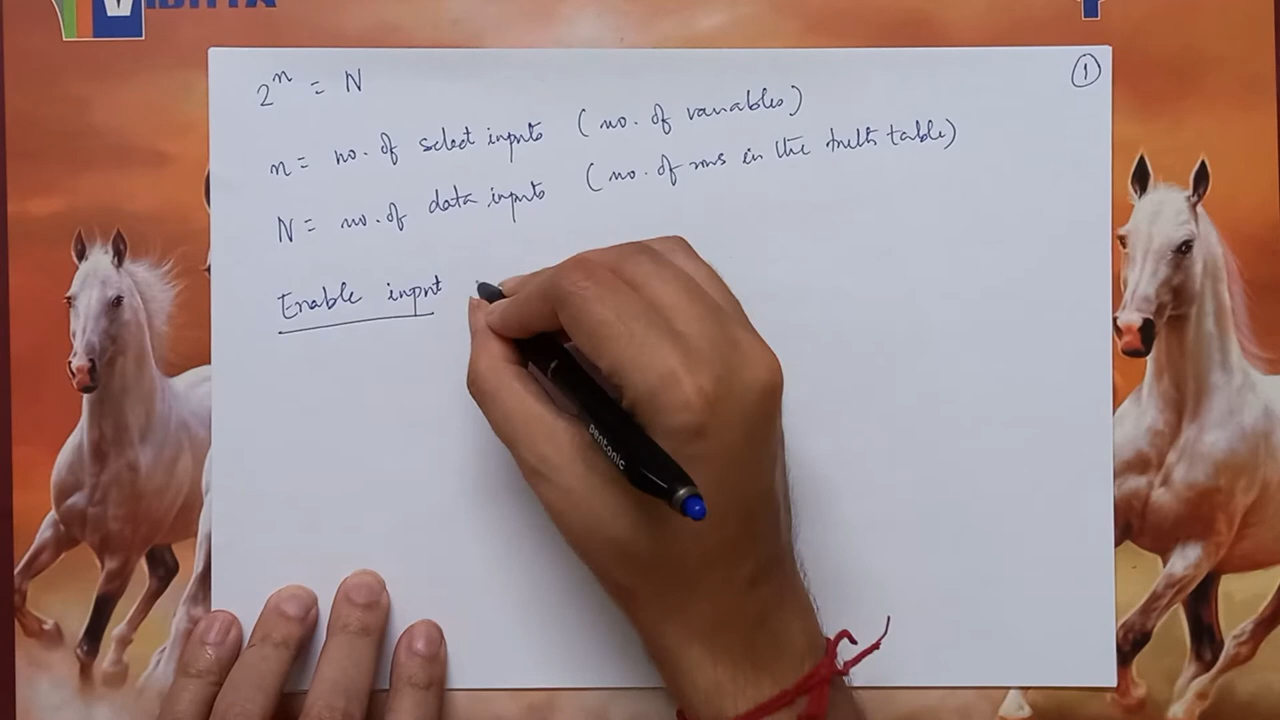 2ⁿ = N
①
n = no. of select inputs (no. of variables)
N = no. of data inputs (no. of rows in the truth table)
Enable input
pentonic